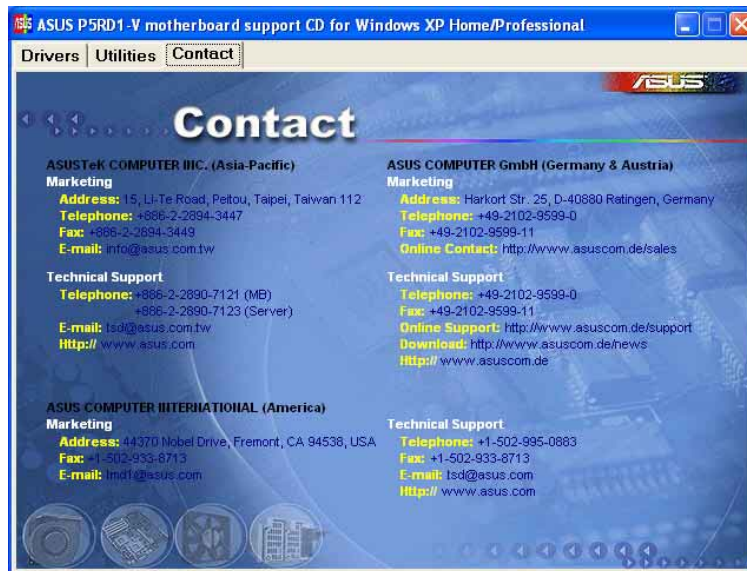 ASUS P5RD1-V motherboard support CD for Windows XP Home/Professional
Drivers Utilities Contact
ASUS
Contact
ASUSTeK COMPUTER INC. (Asia-Pacific)
Marketing
Address: 15, Li-Te Road, Peitou, Taipei, Taiwan 112
Telephone: +886-2-2894-3447
Fax: +886-2-2894-3449
E-mail: info@asus.com.tw
Technical Support
Telephone: +886-2-2890-7121 (MB)
+886-2-2890-7123 (Server)
E-mail: tsd@asus.com.tw
Http:// www.asus.com
ASUS COMPUTER GmbH (Germany & Austria)
Marketing
Address: Harkort Str. 25, D-40880 Ratingen, Germany
Telephone: +49-2102-9599-0
Fax: +49-2102-9599-11
Online Contact: http://www.asuscom.de/sales
Technical Support
Telephone: +49-2102-9599-0
Fax: +49-2102-9599-11
Online Support: http://www.asuscom.de/support
Download: http://www.asuscom.de/news
Http:// www.asuscom.de
ASUS COMPUTER INTERNATIONAL (America)
Marketing
Address: 44370 Nobel Drive, Fremont, CA 94538, USA
Fax: +1-502-933-8713
E-mail: tmd1@asus.com
Technical Support
Telephone: +1-502-995-0883
Fax: +1-502-933-8713
E-mail: tsd@asus.com
Http:// www.asus.com